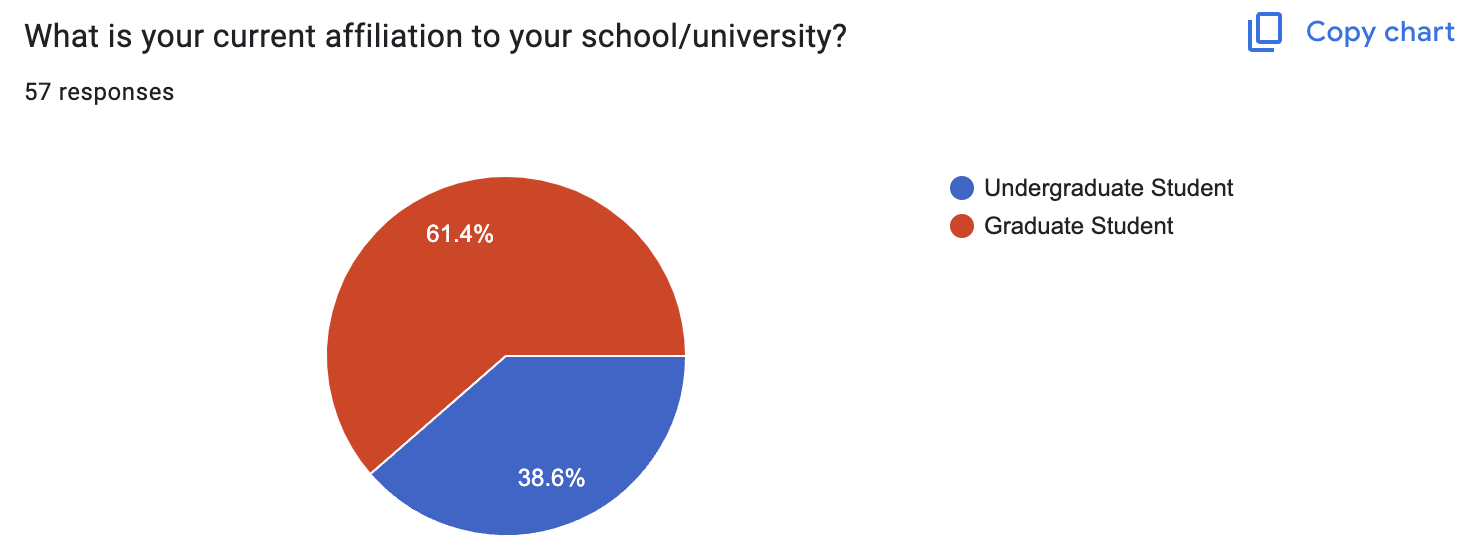 What is your current affiliation to your school/university?
Copy chart
57 responses
Undergraduate Student
Graduate Student
61.4%
38.6%